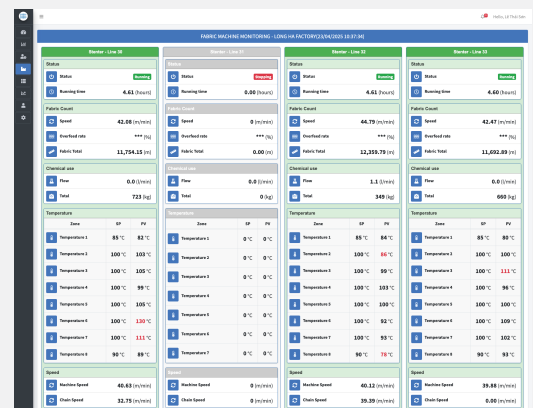 Hello, Lê Thái Sơn
FABRIC MACHINE MONITORING - LONG HA FACTORY(23/04/2023 10:37:34)
Stenter - Line 30
Status
Status Running
Running time 4.61 (hours)
Fabric Count
Speed 42.08 (m/min)
Overfeed rate *** (%)
Fabric Total 11,754.15 (m)
Chemical use
Flow 0.0 (l/min)
Total 723 (kg)
Temperature
Zone SP PV
Temperature 1 85 °C 82 °C
Temperature 2 100 °C 103 °C
Temperature 3 100 °C 105 °C
Temperature 4 100 °C 99 °C
Temperature 5 100 °C 105 °C
Temperature 6 100 °C 130 °C
Temperature 7 100 °C 111 °C
Temperature 8 90 °C 89 °C
Speed
Machine Speed 40.63 (m/min)
Chain Speed 32.75 (m/min)
Stenter - Line 31
Status
Status Stopping
Running time 0.00 (hours)
Fabric Count
Speed 0 (m/min)
Overfeed rate *** (%)
Fabric Total 0.00 (m)
Chemical use
Flow 0.0 (l/min)
Total 0 (kg)
Temperature
Zone SP PV
Temperature 1 0 °C 0 °C
Temperature 2 0 °C 0 °C
Temperature 3 0 °C 0 °C
Temperature 4 0 °C 0 °C
Temperature 5 0 °C 0 °C
Temperature 6 0 °C 0 °C
Temperature 7 0 °C 0 °C
Speed
Machine Speed 0 (m/min)
Chain Speed 0 (m/min)
Stenter - Line 32
Status
Status Running
Running time 4.61 (hours)
Fabric Count
Speed 44.79 (m/min)
Overfeed rate *** (%)
Fabric Total 12,359.79 (m)
Chemical use
Flow 1.1 (l/min)
Total 349 (kg)
Temperature
Zone SP PV
Temperature 1 85 °C 84 °C
Temperature 2 100 °C 86 °C
Temperature 3 100 °C 99 °C
Temperature 4 100 °C 103 °C
Temperature 5 100 °C 100 °C
Temperature 6 100 °C 92 °C
Temperature 7 100 °C 93 °C
Temperature 8 90 °C 78 °C
Speed
Machine Speed 40.12 (m/min)
Chain Speed 39.39 (m/min)
Stenter - Line 33
Status
Status Running
Running time 4.60 (hours)
Fabric Count
Speed 42.47 (m/min)
Overfeed rate *** (%)
Fabric Total 11,692.89 (m)
Chemical use
Flow 0.0 (l/min)
Total 660 (kg)
Temperature
Zone SP PV
Temperature 1 85 °C 80 °C
Temperature 2 100 °C 100 °C
Temperature 3 100 °C 111 °C
Temperature 4 100 °C 96 °C
Temperature 5 100 °C 100 °C
Temperature 6 100 °C 109 °C
Temperature 7 100 °C 102 °C
Temperature 8 90 °C 93 °C
Speed
Machine Speed 39.88 (m/min)
Chain Speed 0.00 (m/min)